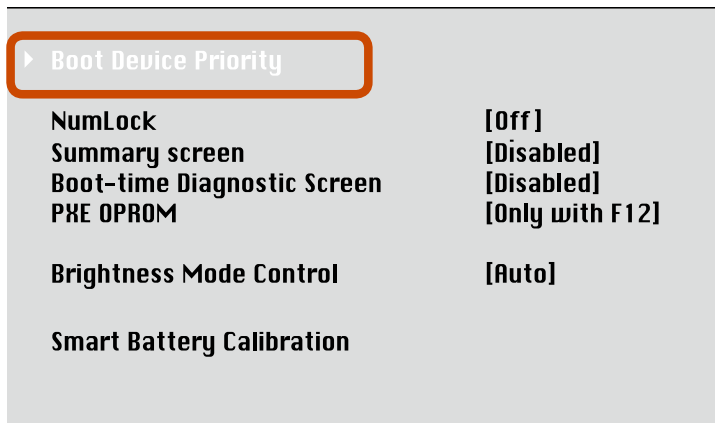 Boot Device Priority
NumLock [Off]
Summary screen [Disabled]
Boot-time Diagnostic Screen [Disabled]
PXE OPROM [Only with F12]
Brightness Mode Control [Auto]
Smart Battery Calibration